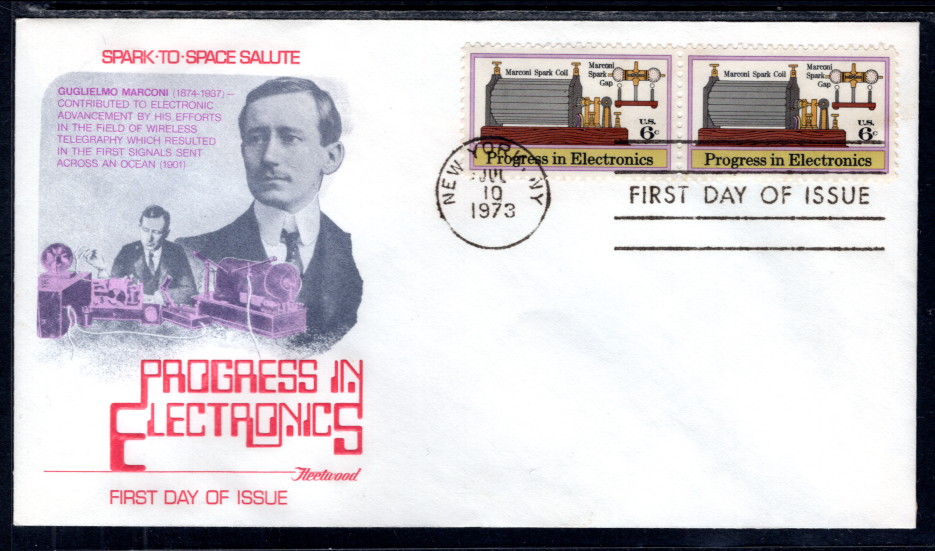 SPARK·TO·SPACE SALUTE
GUGLIELMO MARCONI (1874-1937)—
CONTRIBUTED TO ELECTRONIC
ADVANCEMENT BY HIS EFFORTS
IN THE FIELD OF WIRELESS
TELEGRAPHY WHICH RESULTED
IN THE FIRST SIGNALS SENT
ACROSS AN OCEAN (1901)
PROGRESS IN
ELECTRONICS
Fleetwood
FIRST DAY OF ISSUE
Marconi Spark Coil
Marconi
Spark
Gap
U.S.
6c
Progress in Electronics
Marconi Spark Coil
Marconi
Spark
Gap
U.S.
6c
Progress in Electronics
NEW YORK, NY
JUL
10
1973
FIRST DAY OF ISSUE